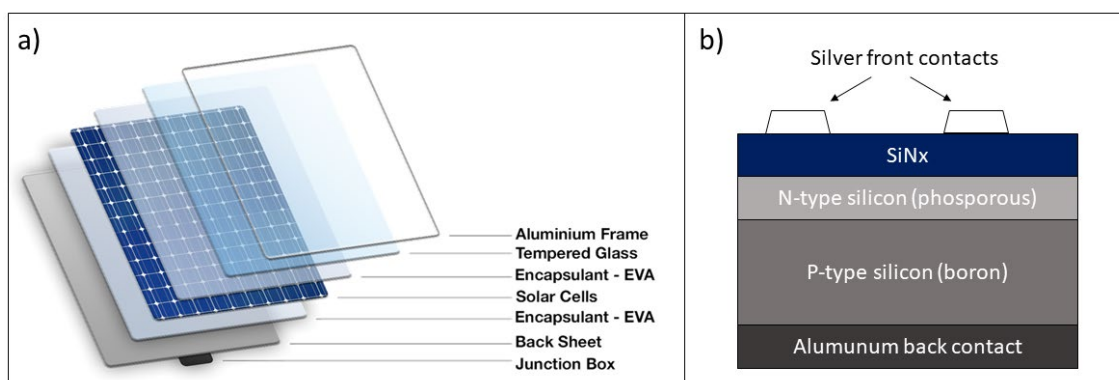 a)
Aluminium Frame
Tempered Glass
Encapsulant - EVA
Solar Cells
Encapsulant - EVA
Back Sheet
Junction Box
b)
Silver front contacts
SiNx
N-type silicon (phosporous)
P-type silicon (boron)
Alumunum back contact